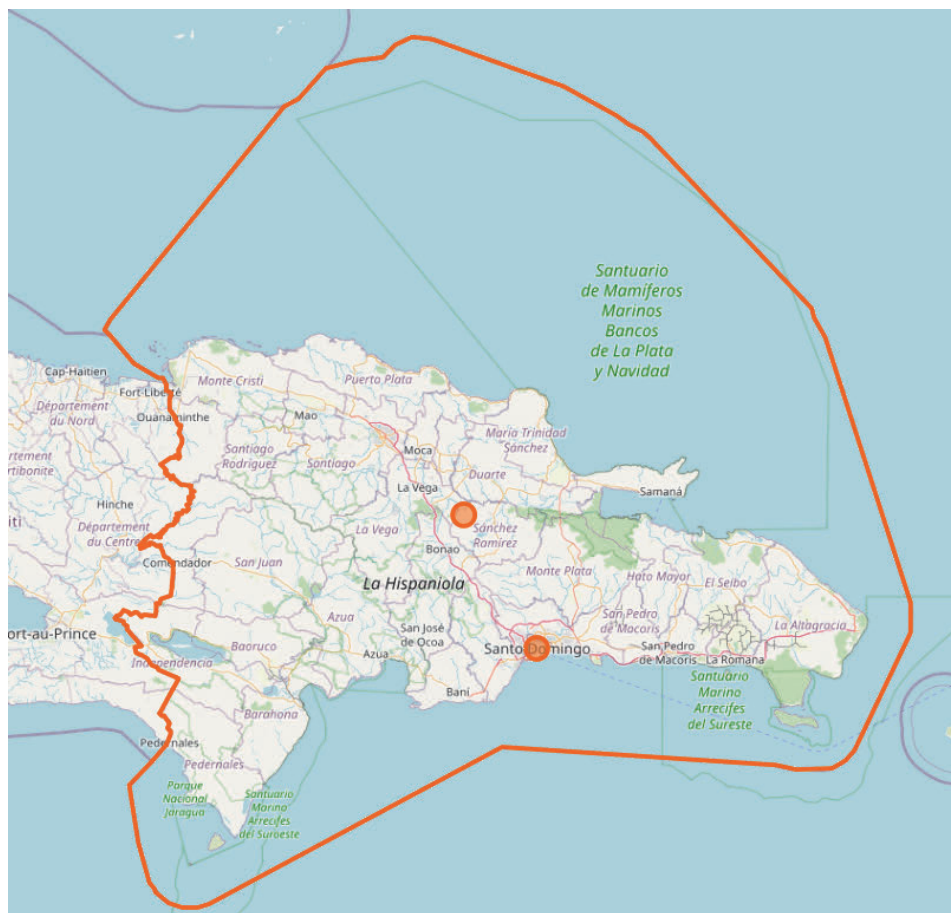 Santuario
de Mamíferos
Marinos
Bancos
de La Plata
y Navidad
Cap-Haïtien
Monte Cristi
Puerto Plata
Fort-Liberté
Département
du Nord
Ouanaminthe
Mao
María Trinidad
Sánchez
Santiago
Rodríguez
Santiago
Moca
Duarte
La Vega
Samaná
Hinche
Département
du Centre
La Vega
Sánchez
Ramírez
Bonao
Comendador
San Juan
La Hispaniola
Monte Plata
Hato Mayor
El Seibo
Azua
San José
de Ocoa
San Pedro
de Macorís
La Altagracia
ort-au-Prince
Santo Domingo
San Pedro
de Macorís
La Romana
Independencia
Baoruco
Azua
Baní
Santuario
Marino
Arrecifes
del Sureste
Barahona
Pedernales
Pedernales
Parque
Nacional
Jaragua
Santuario
Marino
Arrecifes
del Suroeste